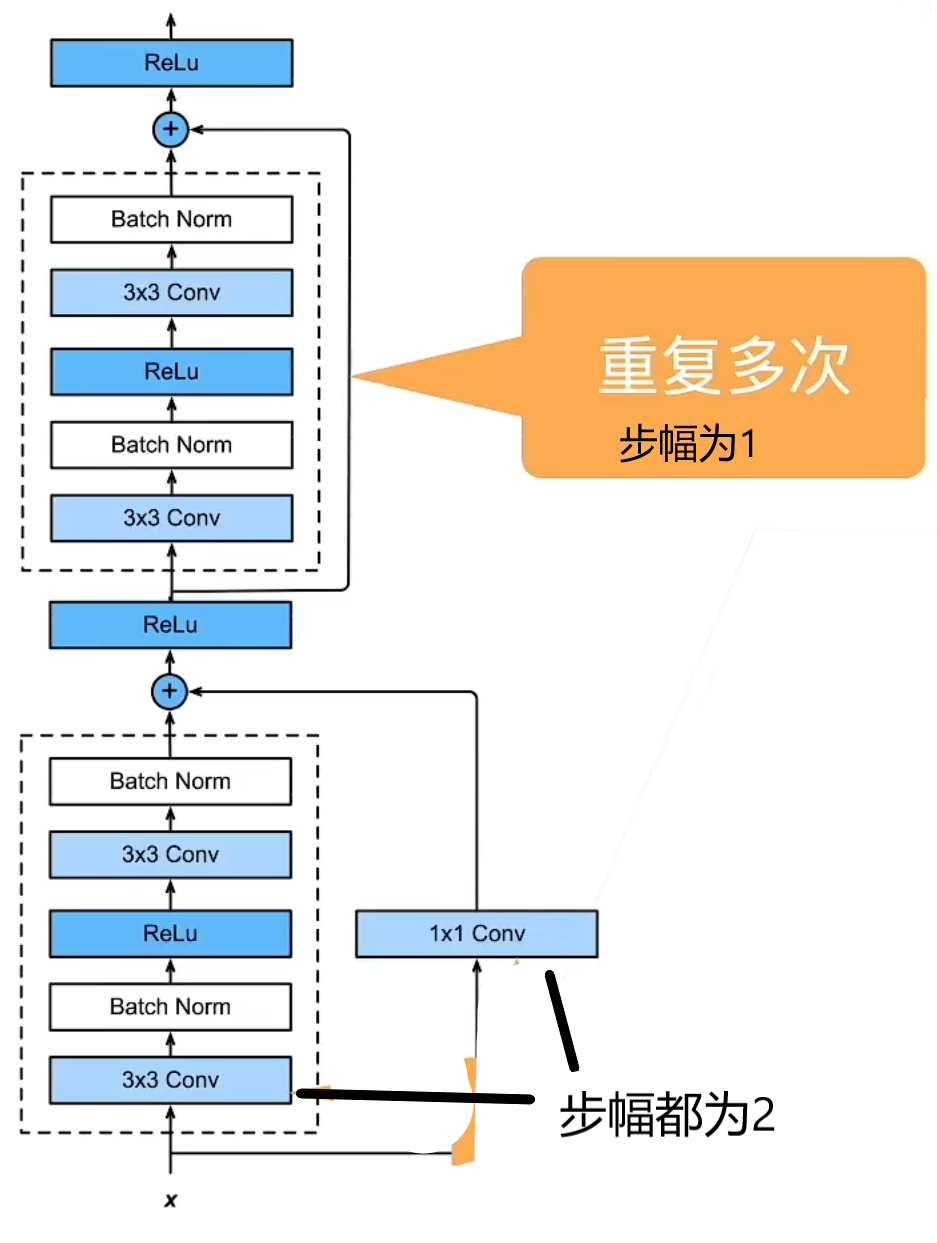 ReLu
+
Batch Norm
3x3 Conv
ReLu
Batch Norm
3x3 Conv
重复多次
步幅为1
ReLu
+
Batch Norm
3x3 Conv
ReLu
1x1 Conv
Batch Norm
3x3 Conv
步幅都为2
x